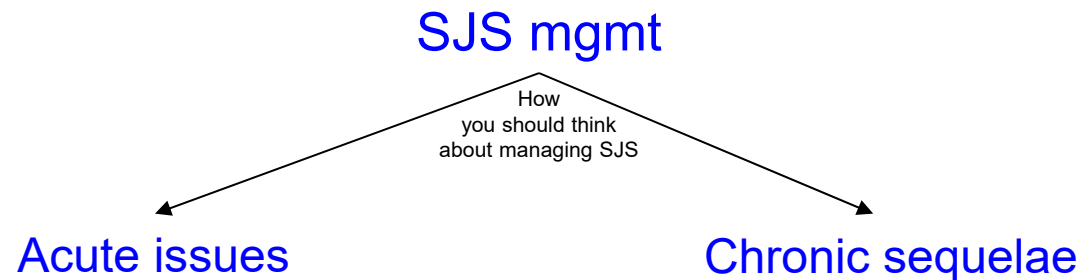 SJS mgmt
How
you should think
about managing SJS
Acute issues
Chronic sequelae